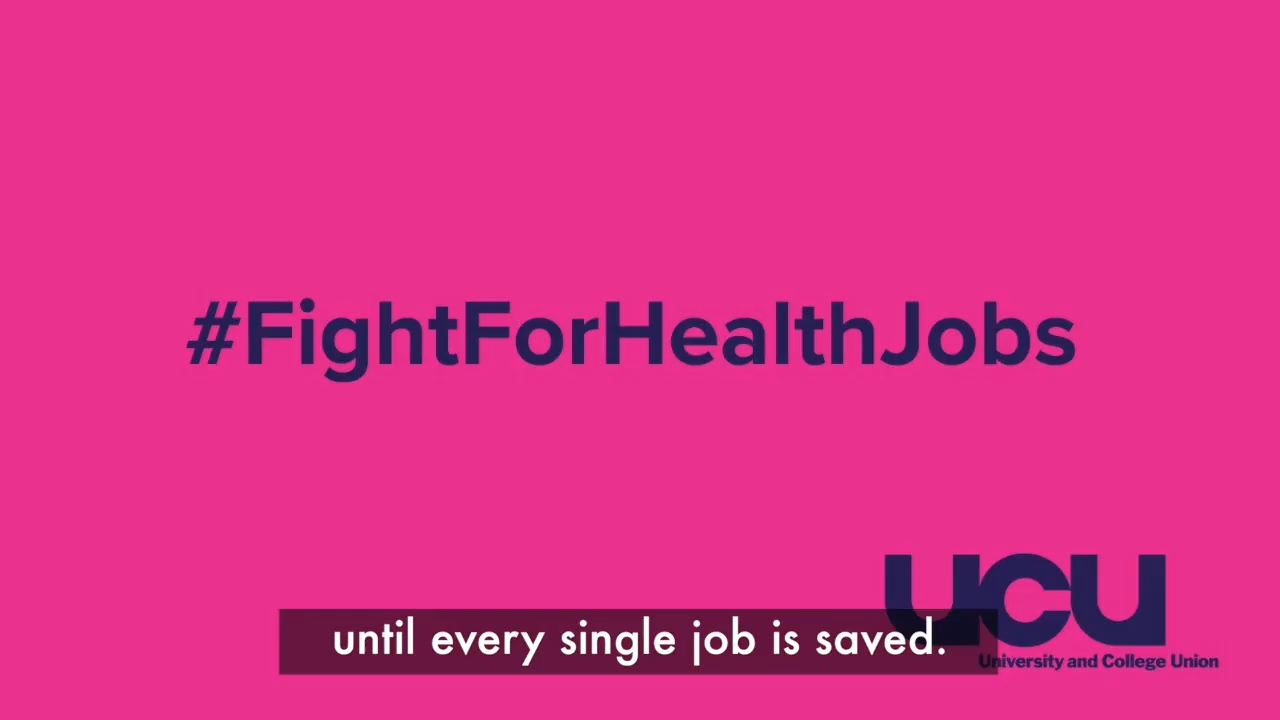 #FightForHealthJobs
ucu
University and College Union
until every single job is saved.